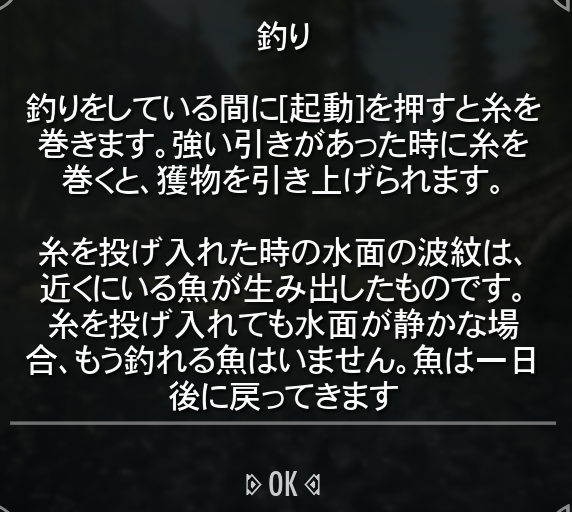 釣り
釣りをしている間に[起動]を押すと糸を
巻きます。強い引きがあった時に糸を
巻くと、獲物を引き上げられます。
糸を投げ入れた時の水面の波紋は、
近くにいる魚が生み出したものです。
糸を投げ入れても水面が静かな場
合、もう釣れる魚はいません。魚は一日
後に戻ってきます
OK